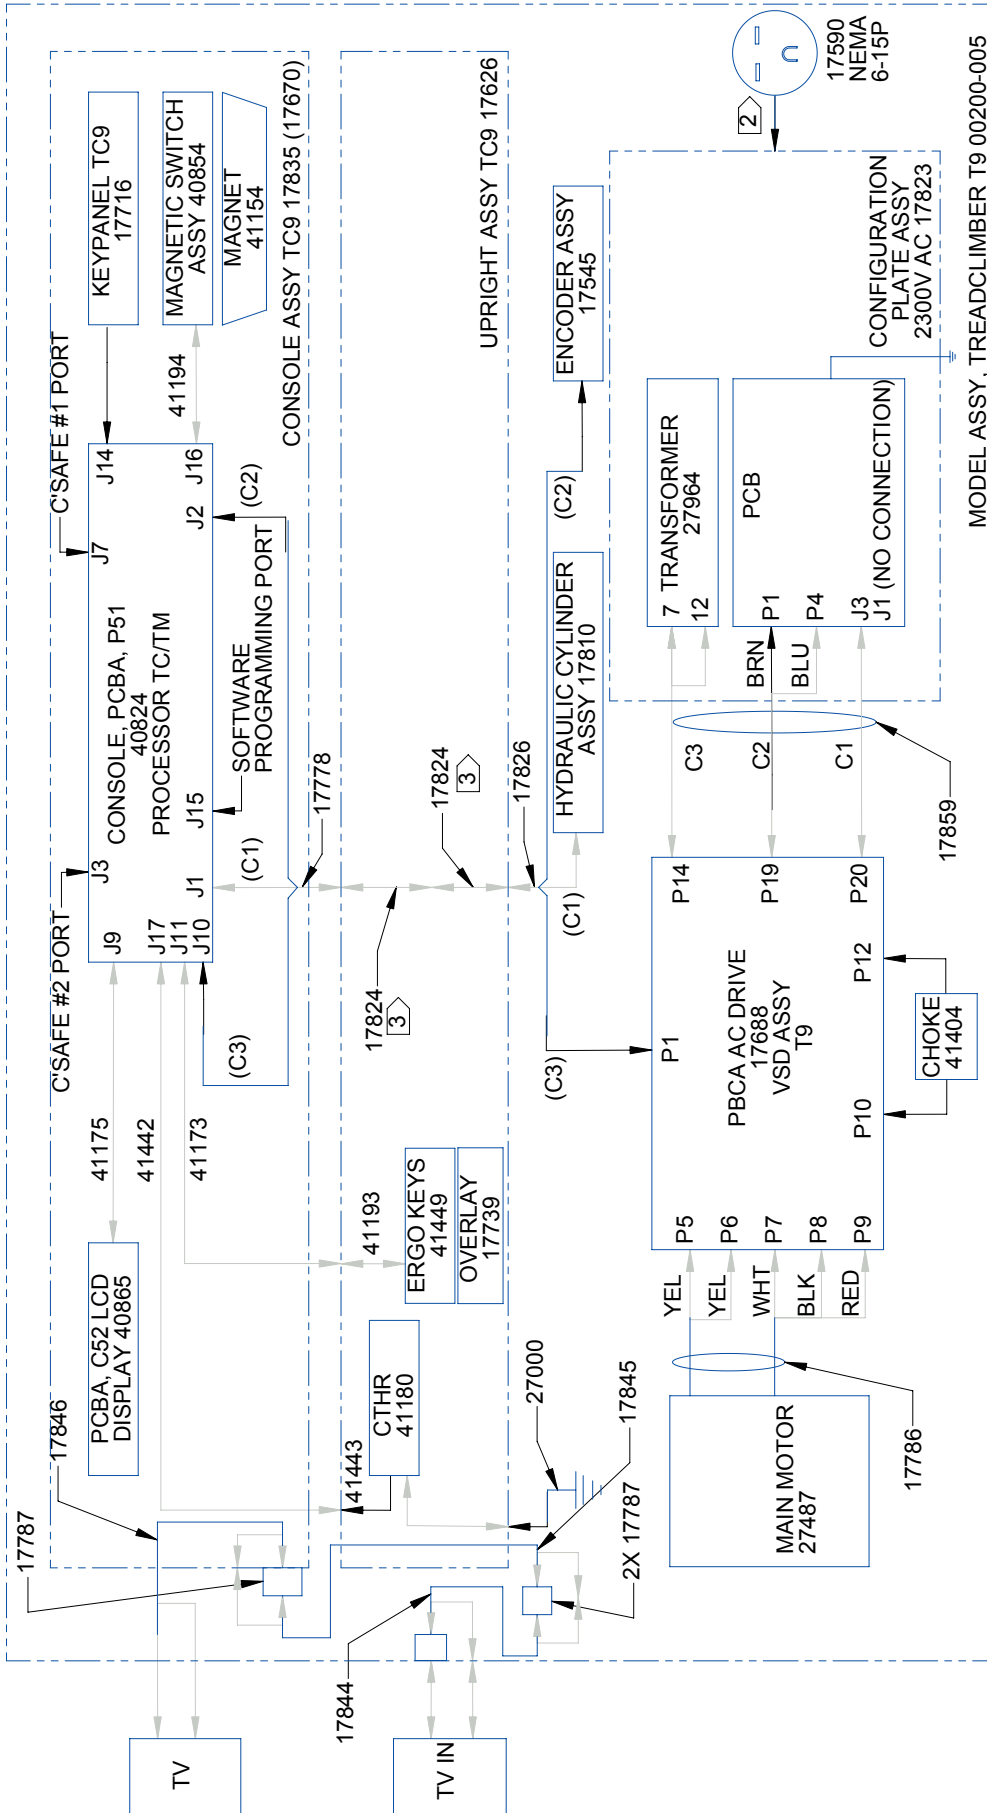 TV
TV IN
17787
17846
17844
PCBA, C52 LCD
DISPLAY 40865
41175
41442
41173
(C3)
C'SAFE #2 PORT
J3
J9
J17
J11
J10
J1
CONSOLE, PCBA, P51
40824
PROCESSOR TC/TM
J15
J7
J14
J16
J2
C'SAFE #1 PORT
KEYPANEL TC9
17716
41194
MAGNETIC SWITCH
ASSY 40854
MAGNET
41154
(C1)
SOFTWARE
PROGRAMMING PORT
(C2)
17778
CONSOLE ASSY TC9 17835 (17670)
41443
CTHR
41180
41193
ERGO KEYS
41449
OVERLAY
17739
17824
3
17824
3
17826
UPRIGHT ASSY TC9 17626
27000
17845
2X 17787
(C3)
(C1)
HYDRAULIC CYLINDER
ASSY 17810
(C2)
ENCODER ASSY
17545
MAIN MOTOR
27487
17786
YEL
YEL
WHT
BLK
RED
P5
P6
P7
P8
P9
P1
PBCA AC DRIVE
17688
VSD ASSY
T9
P10
P12
CHOKE
41404
P14
P19
P20
C3
C2
C1
17859
BRN
BLU
7 TRANSFORMER
12
27964
P1
P4
J3
J1 (NO CONNECTION)
PCB
CONFIGURATION
PLATE ASSY
2300V AC 17823
2
17590
NEMA
6-15P
MODEL ASSY, TREADCLIMBER T9 00200-005